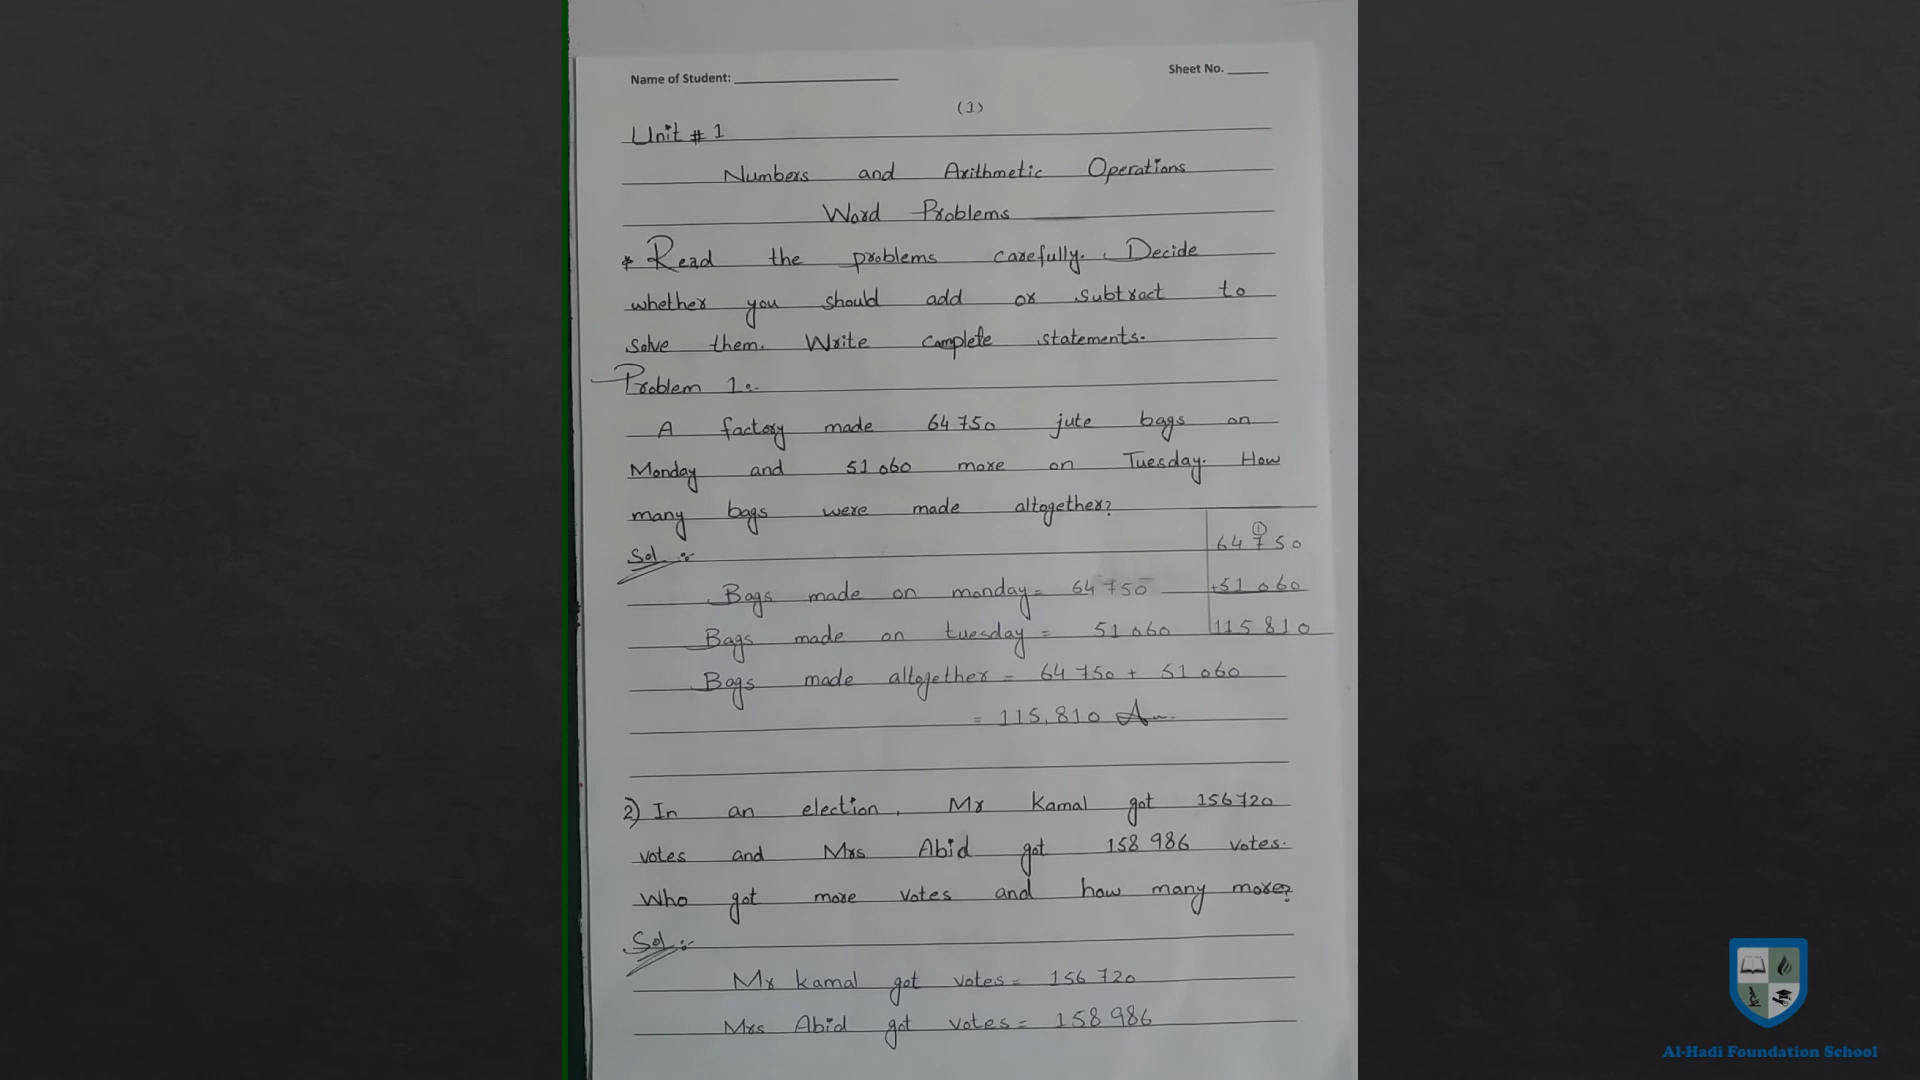 Name of Student: Sheet No.
(1)
Unit # 1
Numbers and Arithmetic Operations
Word Problems
* Read the problems carefully. Decide
whether you should add or subtract to
solve them. Write complete statements.
Problem 1:-
A factory made 64 750 jute bags on
Monday and 51 060 more on Tuesday. How
many bags were made altogether?
Sol :-
(1)
64 750
Bags made on monday = 64 750 +51 060
Bags made on tuesday = 51 060 115 810
Bags made altogether = 64 750 + 51 060
= 115,810 An.
2) In an election, Mr Kamal got 156720
votes and Mrs Abid got 158 986 votes.
Who got more votes and how many more?
Sol :-
Mr kamal got votes = 156 720
Mrs Abid got votes = 158 986
Al-Hadi Foundation School